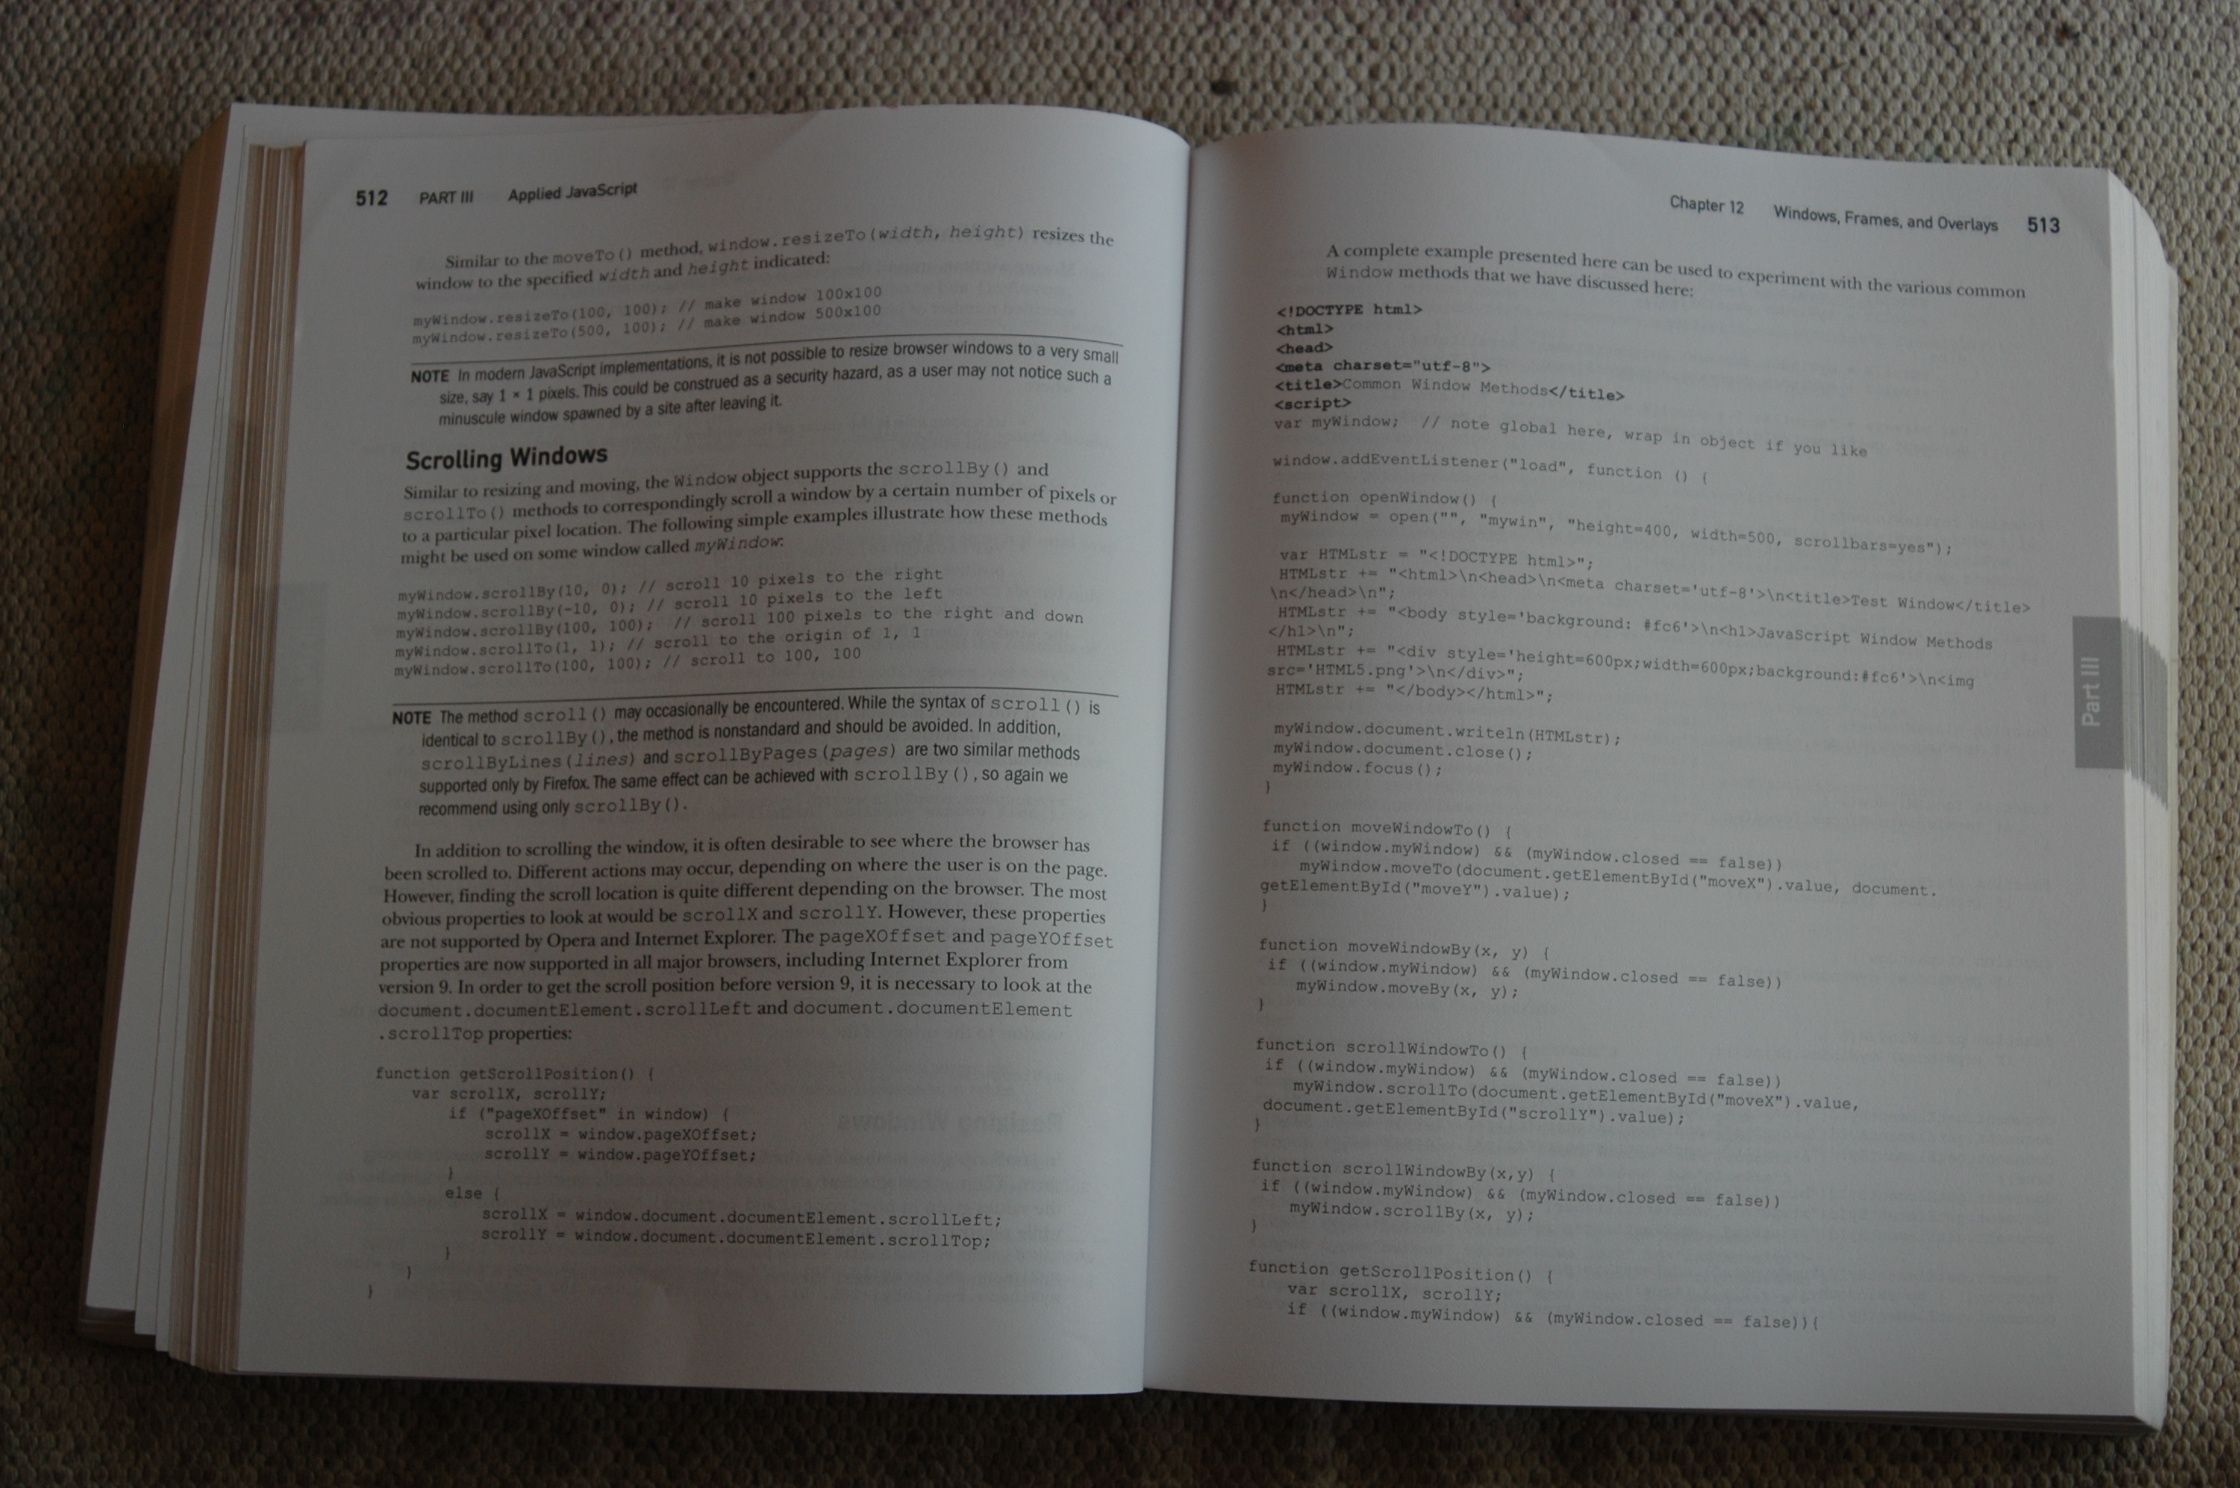 512 PART III Applied JavaScript
Similar to the moveTo() method, window.resizeTo(width, height) resizes the
window to the specified width and height indicated:
myWindow.resizeTo(100, 100); // make window 100x100
myWindow.resizeTo(500, 100); // make window 500x100
NOTE In modern JavaScript implementations, it is not possible to resize browser windows to a very small
size, say 1 × 1 pixels. This could be construed as a security hazard, as a user may not notice such a
minuscule window spawned by a site after leaving it.
Scrolling Windows
Similar to resizing and moving, the Window object supports the scrollBy() and
scrollTo() methods to correspondingly scroll a window by a certain number of pixels or
to a particular pixel location. The following simple examples illustrate how these methods
might be used on some window called myWindow:
myWindow.scrollBy(10, 0); // scroll 10 pixels to the right
myWindow.scrollBy(-10, 0); // scroll 10 pixels to the left
myWindow.scrollBy(100, 100); // scroll 100 pixels to the right and down
myWindow.scrollTo(1, 1); // scroll to the origin of 1, 1
myWindow.scrollTo(100, 100); // scroll to 100, 100
NOTE The method scroll() may occasionally be encountered. While the syntax of scroll() is
identical to scrollBy(), the method is nonstandard and should be avoided. In addition,
scrollByLines(lines) and scrollByPages(pages) are two similar methods
supported only by Firefox. The same effect can be achieved with scrollBy(), so again we
recommend using only scrollBy().
In addition to scrolling the window, it is often desirable to see where the browser has
been scrolled to. Different actions may occur, depending on where the user is on the page.
However, finding the scroll location is quite different depending on the browser. The most
obvious properties to look at would be scrollX and scrollY. However, these properties
are not supported by Opera and Internet Explorer. The pageXOffset and pageYOffset
properties are now supported in all major browsers, including Internet Explorer from
version 9. In order to get the scroll position before version 9, it is necessary to look at the
document.documentElement.scrollLeft and document.documentElement
.scrollTop properties:
function getScrollPosition() {
var scrollX, scrollY;
if ("pageXOffset" in window) {
scrollX = window.pageXOffset;
scrollY = window.pageYOffset;
}
else {
scrollX = window.document.documentElement.scrollLeft;
scrollY = window.document.documentElement.scrollTop;
}
}
}
Chapter 12 Windows, Frames, and Overlays 513
A complete example presented here can be used to experiment with the various common
Window methods that we have discussed here:
<!DOCTYPE html>
<html>
<head>
<meta charset="utf-8">
<title>Common Window Methods</title>
<script>
var myWindow; // note global here, wrap in object if you like
window.addEventListener("load", function () {
function openWindow() {
myWindow = open("", "mywin", "height=400, width=500, scrollbars=yes");
var HTMLstr = "<!DOCTYPE html>";
HTMLstr += "<html>\n<head>\n<meta charset='utf-8'>\n<title>Test Window</title>
\n</head>\n";
HTMLstr += "<body style='background: #fc6'>\n<h1>JavaScript Window Methods
</h1>\n";
HTMLstr += "<div style='height=600px;width=600px;background:#fc6'>\n<img
src='HTML5.png'>\n</div>";
HTMLstr += "</body></html>";
myWindow.document.writeln(HTMLstr);
myWindow.document.close();
myWindow.focus();
}
function moveWindowTo() {
if ((window.myWindow) && (myWindow.closed == false))
myWindow.moveTo(document.getElementById("moveX").value, document.
getElementById("moveY").value);
}
function moveWindowBy(x, y) {
if ((window.myWindow) && (myWindow.closed == false))
myWindow.moveBy(x, y);
}
function scrollWindowTo() {
if ((window.myWindow) && (myWindow.closed == false))
myWindow.scrollTo(document.getElementById("moveX").value,
document.getElementById("scrollY").value);
}
function scrollWindowBy(x,y) {
if ((window.myWindow) && (myWindow.closed == false))
myWindow.scrollBy(x, y);
}
function getScrollPosition() {
var scrollX, scrollY;
if ((window.myWindow) && (myWindow.closed == false)){
Part III